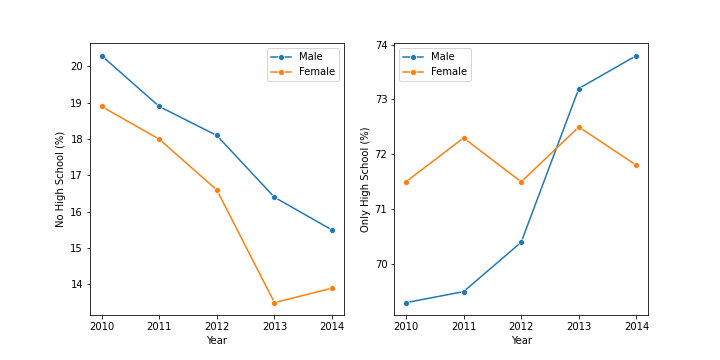 No High School (%)
20
19
18
17
16
15
14
Male
Female
2010 2011 2012 2013 2014
Year
Only High School (%)
74
73
72
71
70
Male
Female
2010 2011 2012 2013 2014
Year